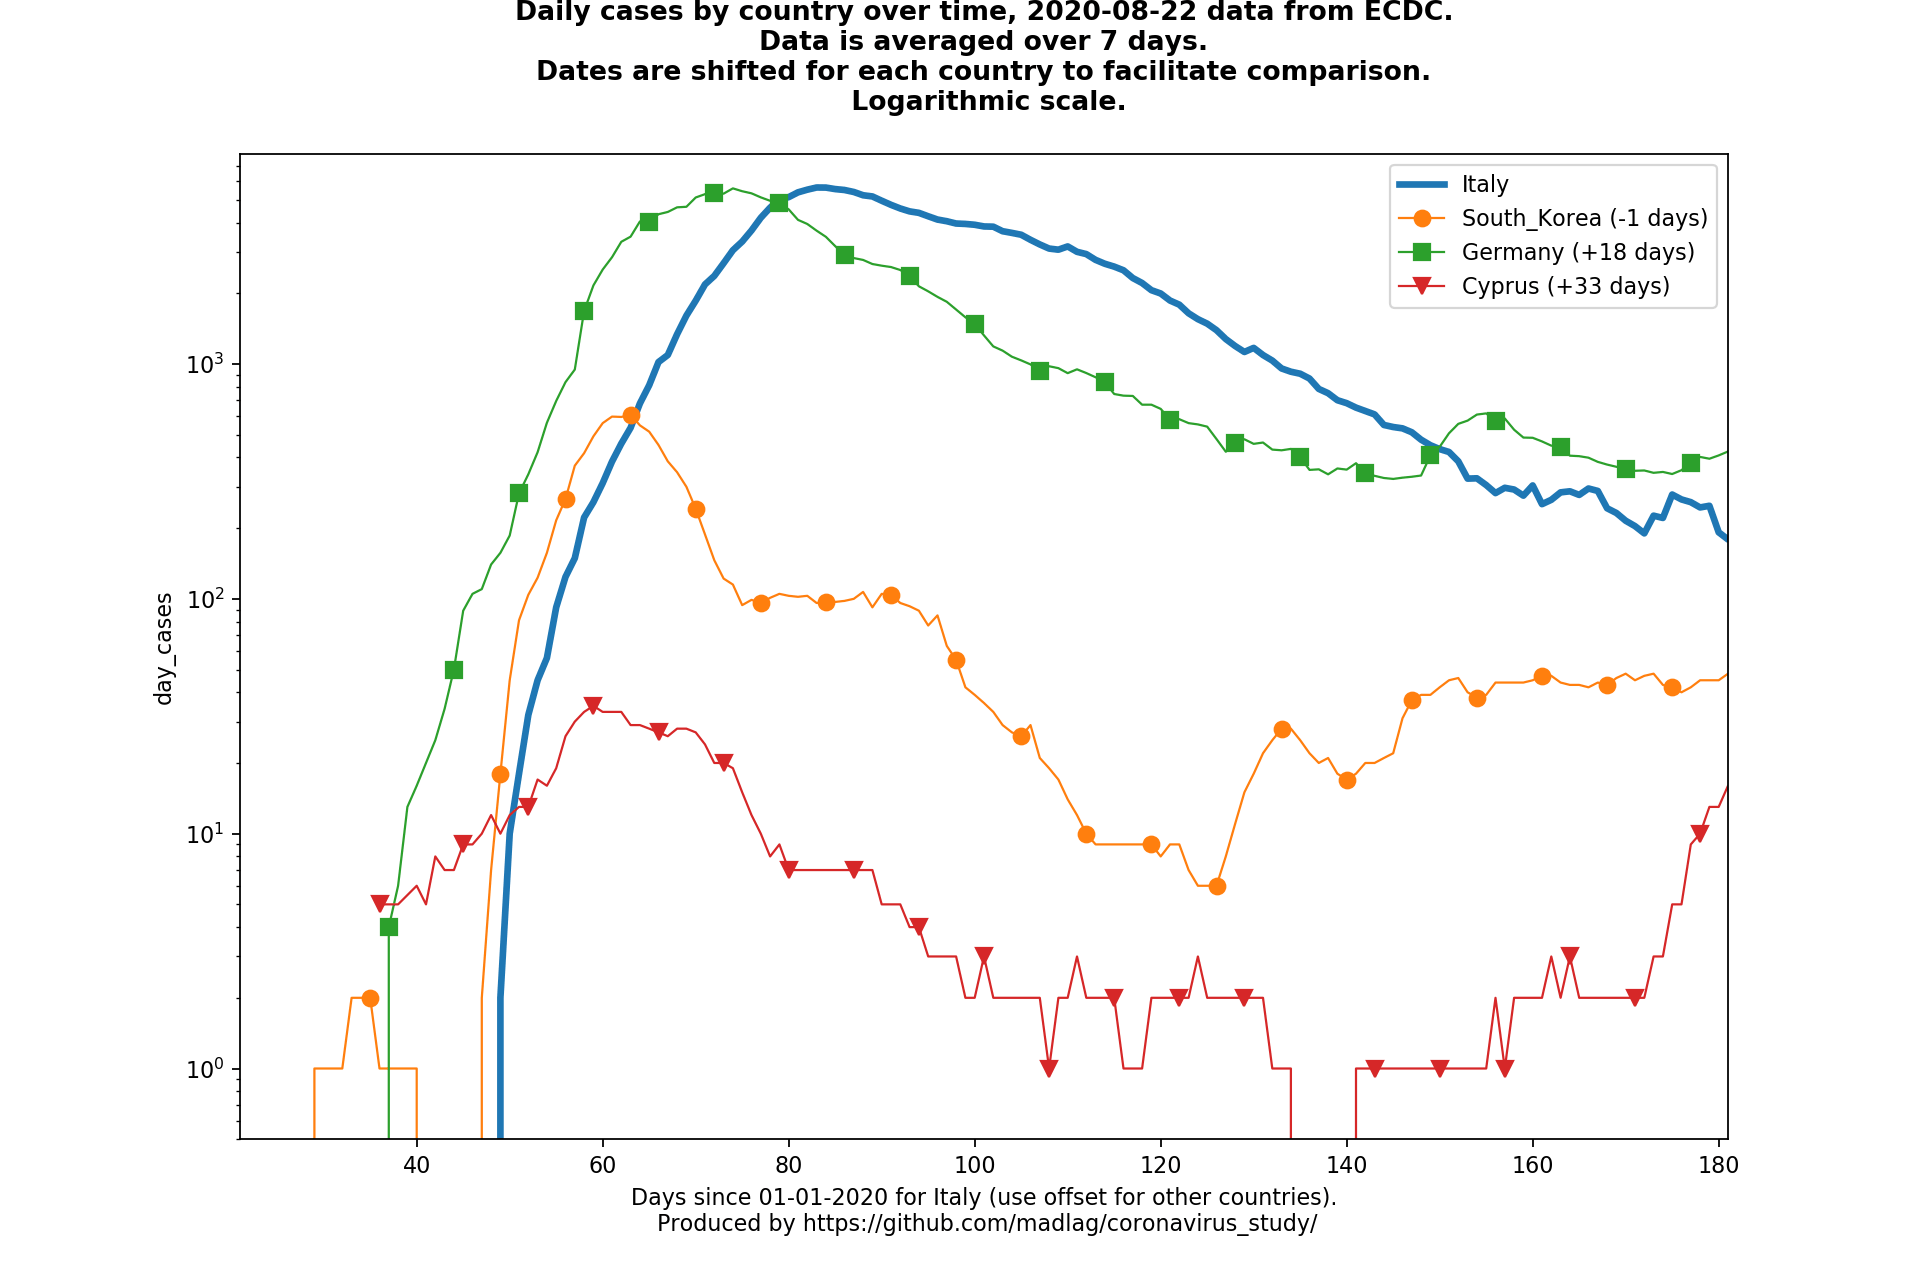 Daily cases by country over time, 2020-08-22 data from ECDC.
Data is averaged over 7 days.
Dates are shifted for each country to facilitate comparison.
Logarithmic scale.
Italy
South_Korea (-1 days)
Germany (+18 days)
Cyprus (+33 days)
day_cases
10³
10²
10¹
10⁰
40 60 80 100 120 140 160 180
Days since 01-01-2020 for Italy (use offset for other countries).
Produced by https://github.com/madlag/coronavirus_study/